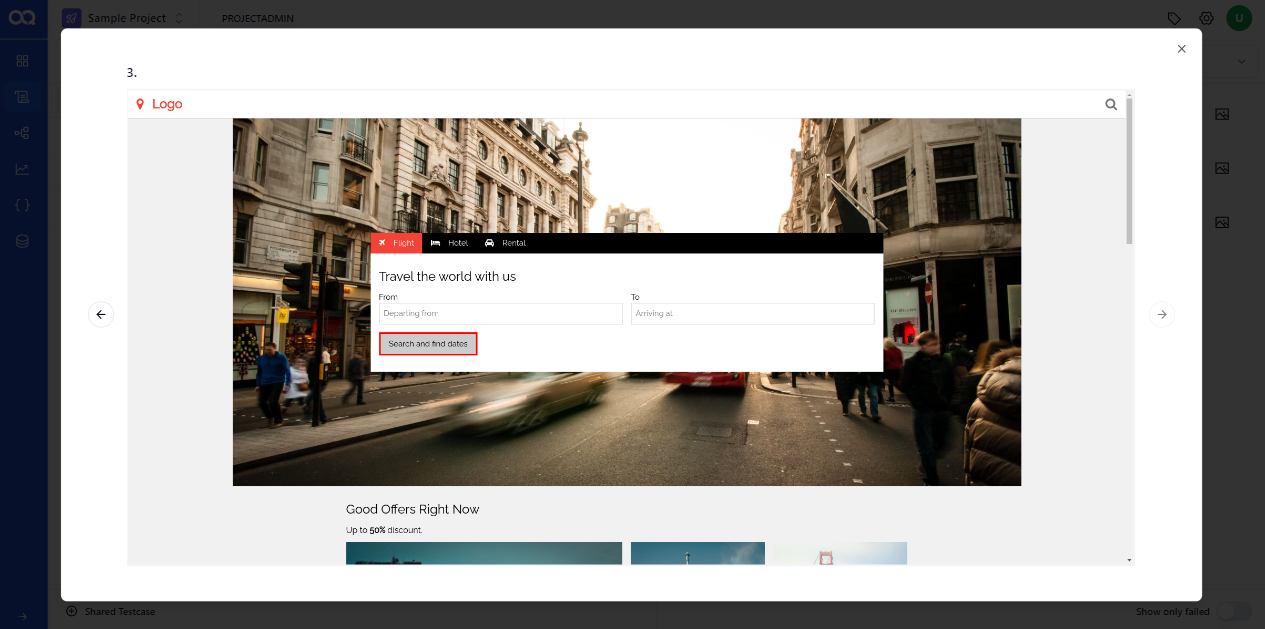 Sample Project
PROJECTADMIN
U
3.
Logo
Flight Hotel Rental
Travel the world with us
From To
Departing from Arriving at
Search and find dates
Good Offers Right Now
Up to 50% discount.
Shared Testcase
Show only failed